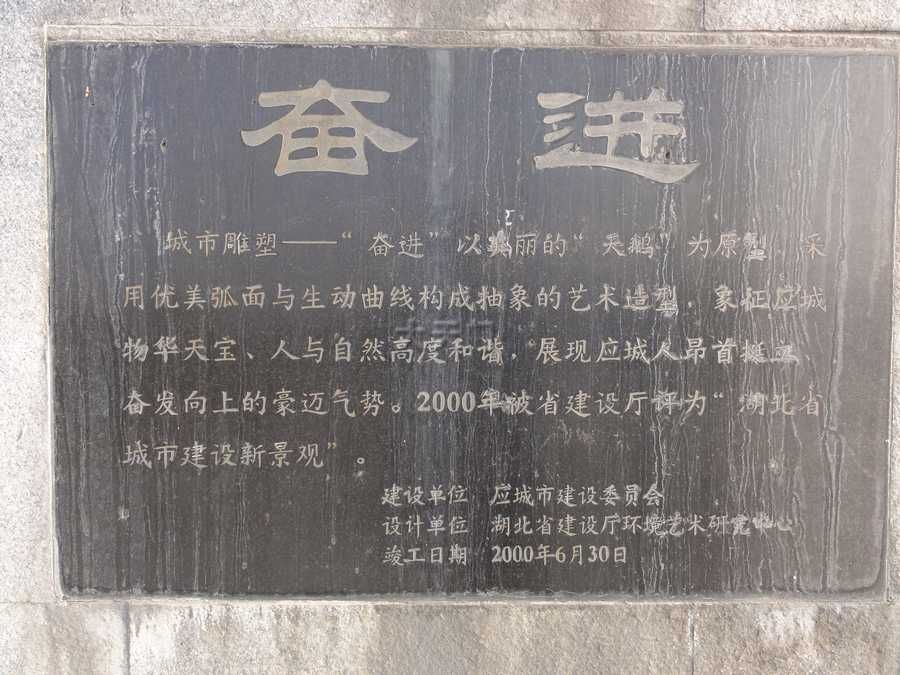 奋进
城市雕塑——“奋进”以美丽的“天鹅”为原型，采
用优美弧面与生动曲线构成抽象的艺术造型，象征应城
物华天宝、人与自然高度和谐，展现应城人昂首挺立、
奋发向上的豪迈气势。2000年被省建设厅评为“湖北省
城市建设新景观”。
建设单位 应城市建设委员会
设计单位 湖北省建设厅环境艺术研究中心
竣工日期 2000年6月30日